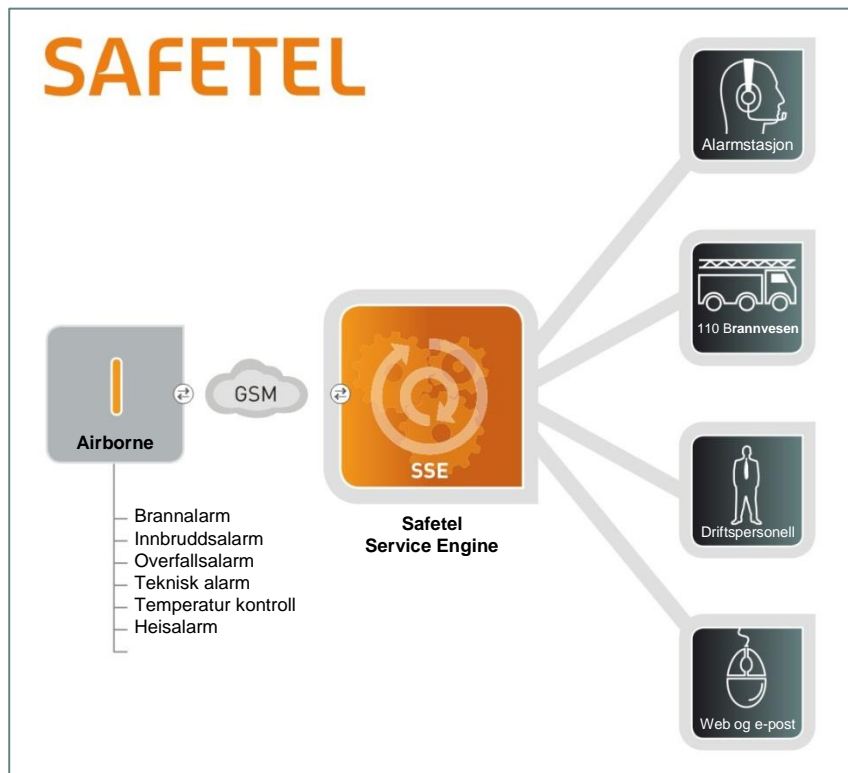 SAFETEL
Alarmstasjon
110 Brannvesen
GSM
Airborne
SSE
Safetel
Service Engine
Brannalarm
Innbruddsalarm
Overfallsalarm
Teknisk alarm
Temperatur kontroll
Heisalarm
Driftspersonell
Web og e-post